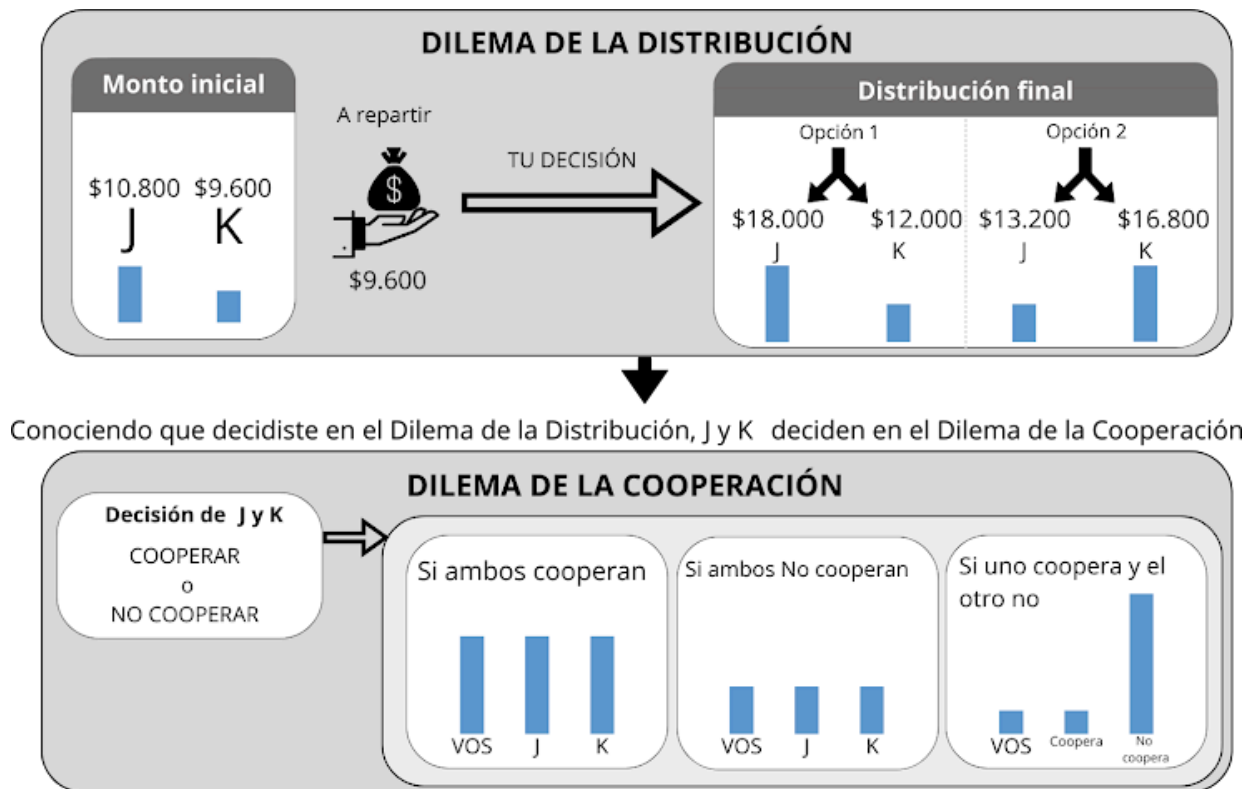 DILEMA DE LA DISTRIBUCIÓN
Monto inicial
$10.800 $9.600
J K
A repartir
$
$9.600
TU DECISIÓN
Distribución final
Opción 1
Opción 2
$18.000 $12.000 $13.200 $16.800
J K J K
Conociendo que decidiste en el Dilema de la Distribución, J y K deciden en el Dilema de la Cooperación
DILEMA DE LA COOPERACIÓN
Decisión de J y K
COOPERAR
o
NO COOPERAR
Si ambos cooperan
VOS J K
Si ambos No cooperan
VOS J K
Si uno coopera y el
otro no
VOS Coopera No
coopera